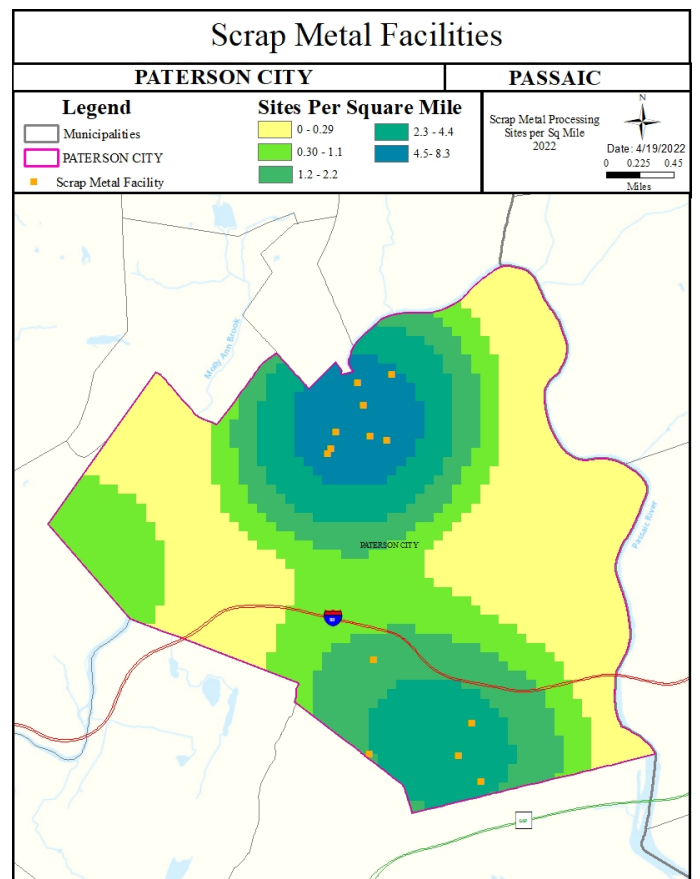 Scrap Metal Facilities
PATERSON CITY
PASSAIC
Legend
Municipalities
PATERSON CITY
Scrap Metal Facility
Sites Per Square Mile
0 - 0.29
0.30 - 1.1
1.2 - 2.2
2.3 - 4.4
4.5- 8.3
Scrap Metal Processing
Sites per Sq Mile
2022
N
Date: 4/19/2022
0 0.225 0.45
Miles
Molly Ann Brook
PATERSON CITY
Passaic River
80
GSP